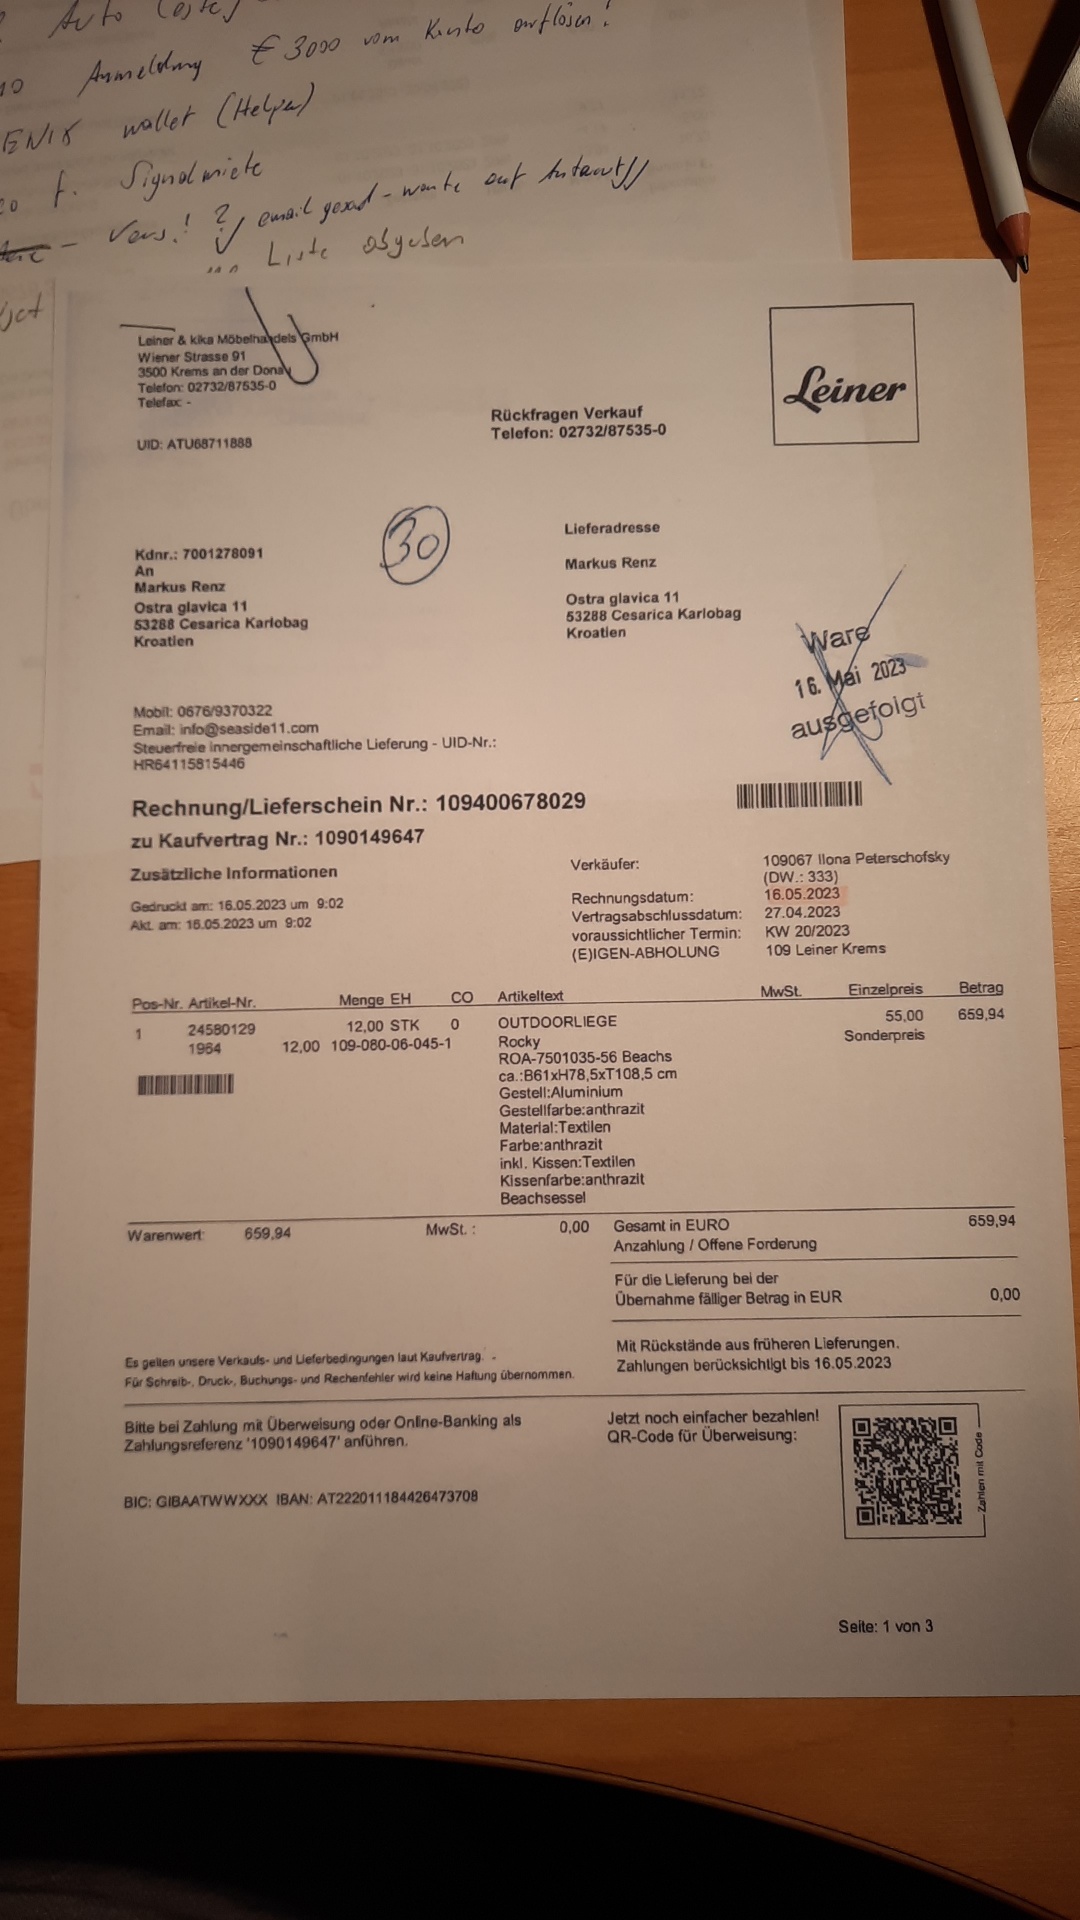 Auto
Anmeldung € 3000 vom Konto auflösen!
wallet (Helper)
f. Signalmiete
- Vers.! ? email gesad - warte auf Antwort
Liste abgeben
Leiner & kika Möbelhandels GmbH
Wiener Strasse 91
3500 Krems an der Donau
Telefon: 02732/87535-0
Telefax: -
UID: ATU68711888
Rückfragen Verkauf
Telefon: 02732/87535-0
Leiner
30
Kdnr.: 7001278091
An
Markus Renz
Ostra glavica 11
53288 Cesarica Karlobag
Kroatien
Lieferadresse
Markus Renz
Ostra glavica 11
53288 Cesarica Karlobag
Kroatien
Ware
16. Mai 2023
ausgefolgt
Mobil: 0676/9370322
Email: info@seaside11.com
Steuerfreie innergemeinschaftliche Lieferung - UID-Nr.:
HR64115815446
Rechnung/Lieferschein Nr.: 109400678029
zu Kaufvertrag Nr.: 1090149647
Zusätzliche Informationen
Gedruckt am: 16.05.2023 um 9:02
Akt. am: 16.05.2023 um 9:02
Verkäufer: 109067 Ilona Peterschofsky
(DW.: 333)
Rechnungsdatum: 16.05.2023
Vertragsabschlussdatum: 27.04.2023
voraussichtlicher Termin: KW 20/2023
(E)IGEN-ABHOLUNG 109 Leiner Krems
Pos-Nr. Artikel-Nr. Menge EH CO Artikeltext MwSt. Einzelpreis Betrag
1 24580129 12,00 STK 0 OUTDOORLIEGE 55,00 659,94
1964 12,00 109-080-06-045-1 Rocky Sonderpreis
ROA-7501035-56 Beachs
ca.:B61xH78,5xT108,5 cm
Gestell:Aluminium
Gestellfarbe:anthrazit
Material:Textilen
Farbe:anthrazit
inkl. Kissen:Textilen
Kissenfarbe:anthrazit
Beachsessel
Warenwert: 659,94 MwSt. : 0,00 Gesamt in EURO 659,94
Anzahlung / Offene Forderung
Für die Lieferung bei der
Übernahme fälliger Betrag in EUR 0,00
Mit Rückstände aus früheren Lieferungen.
Zahlungen berücksichtigt bis 16.05.2023
Es gelten unsere Verkaufs- und Lieferbedingungen laut Kaufvertrag. -
Für Schreib-, Druck-, Buchungs- und Rechenfehler wird keine Haftung übernommen.
Bitte bei Zahlung mit Überweisung oder Online-Banking als
Zahlungsreferenz '1090149647' anführen.
Jetzt noch einfacher bezahlen!
QR-Code für Überweisung:
Zahlen mit Code
BIC: GIBAATWWXXX IBAN: AT222011184426473708
Seite: 1 von 3